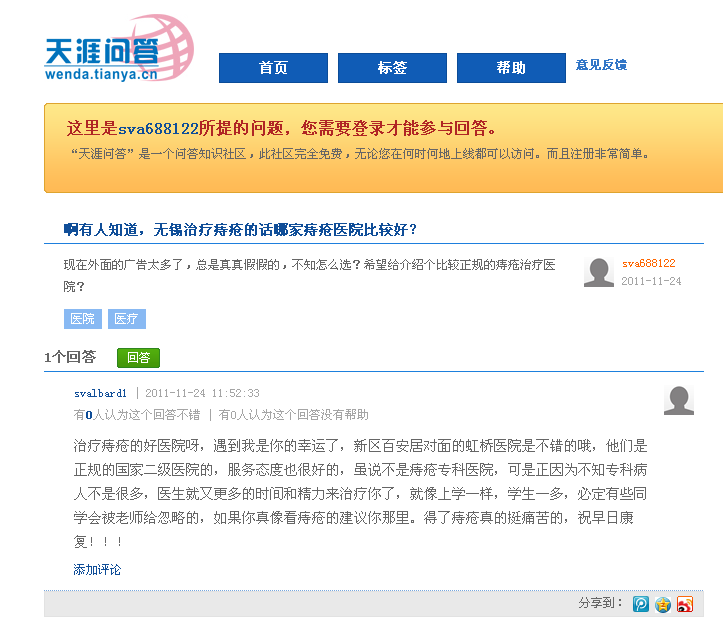 天涯问答
wenda.tianya.cn
首页 标签 帮助 意见反馈
这里是sva688122所提的问题，您需要登录才能参与回答。
“天涯问答”是一个问答知识社区，此社区完全免费，无论您在何时何地上线都可以访问。而且注册非常简单。
啊有人知道，无锡治疗痔疮的话哪家痔疮医院比较好？
现在外面的广告太多了，总是真真假假的，不知怎么选？希望给介绍个比较正规的痔疮治疗医
院？
sva688122
2011-11-24
医院 医疗
1个回答 回答
svalbard1 | 2011-11-24 11:52:33
有0人认为这个回答不错 | 有0人认为这个回答没有帮助
治疗痔疮的好医院呀，遇到我是你的幸运了，新区百安居对面的虹桥医院是不错的哦，他们是
正规的国家二级医院的，服务态度也很好的，虽说不是痔疮专科医院，可是正因为不知专科病
人不是很多，医生就又更多的时间和精力来治疗你了，就像上学一样，学生一多，必定有些同
学会被老师给忽略的，如果你真像看痔疮的建议你那里。得了痔疮真的挺痛苦的，祝早日康
复！！！
添加评论
分享到：